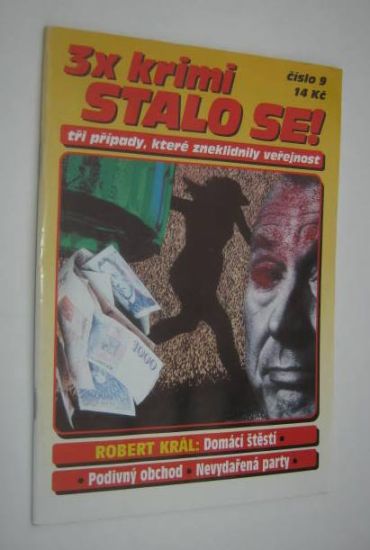 3x krimi
číslo 9
14 Kč
STALO SE!
tři případy, které zneklidnily veřejnost
1000
ROBERT KRÁL: Domácí štěstí •
• Podivný obchod • Nevydařená party •